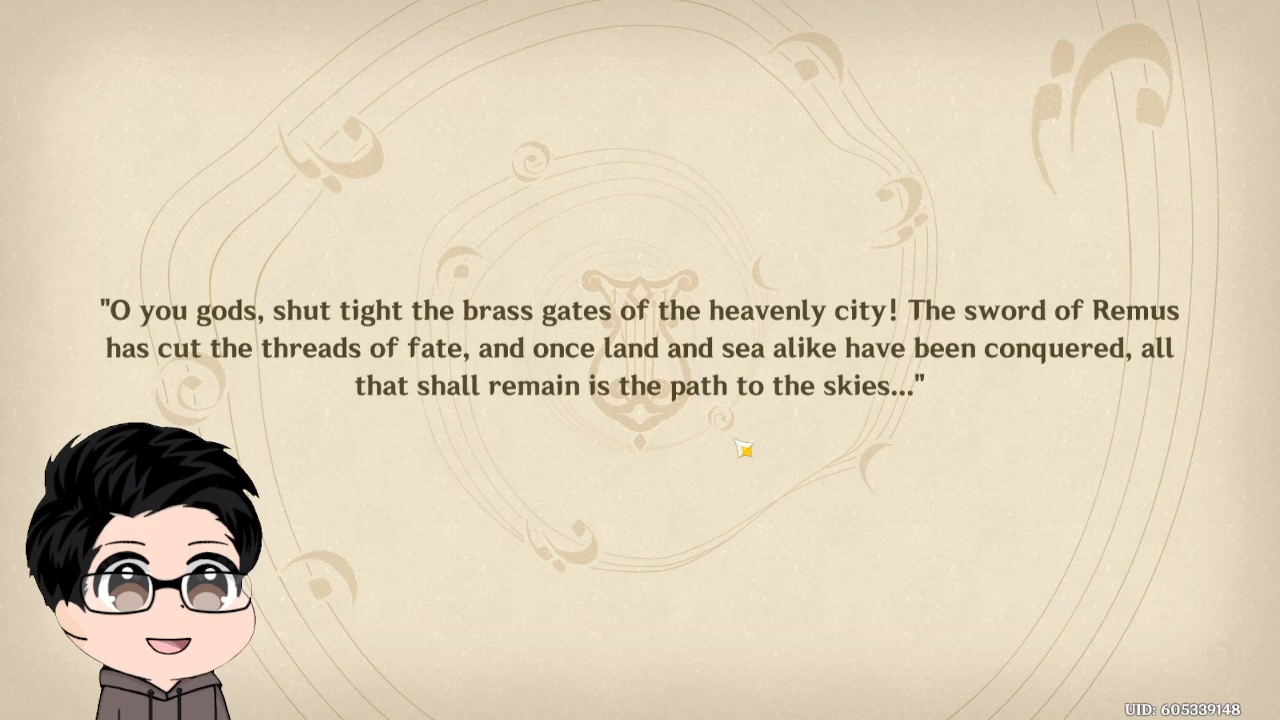 "O you gods, shut tight the brass gates of the heavenly city! The sword of Remus
has cut the threads of fate, and once land and sea alike have been conquered, all
that shall remain is the path to the skies..."
UID: 605339148